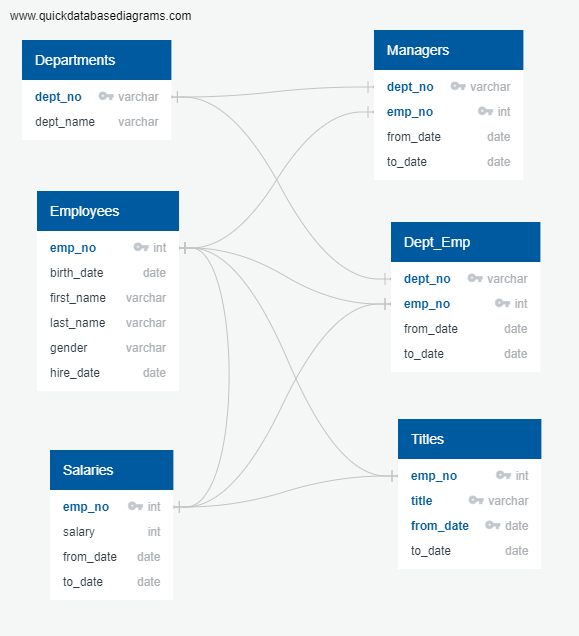 www.quickdatabasediagrams.com
Departments
dept_no varchar
dept_name varchar
Managers
dept_no varchar
emp_no int
from_date date
to_date date
Employees
emp_no int
birth_date date
first_name varchar
last_name varchar
gender varchar
hire_date date
Dept_Emp
dept_no varchar
emp_no int
from_date date
to_date date
Salaries
emp_no int
salary int
from_date date
to_date date
Titles
emp_no int
title varchar
from_date date
to_date date